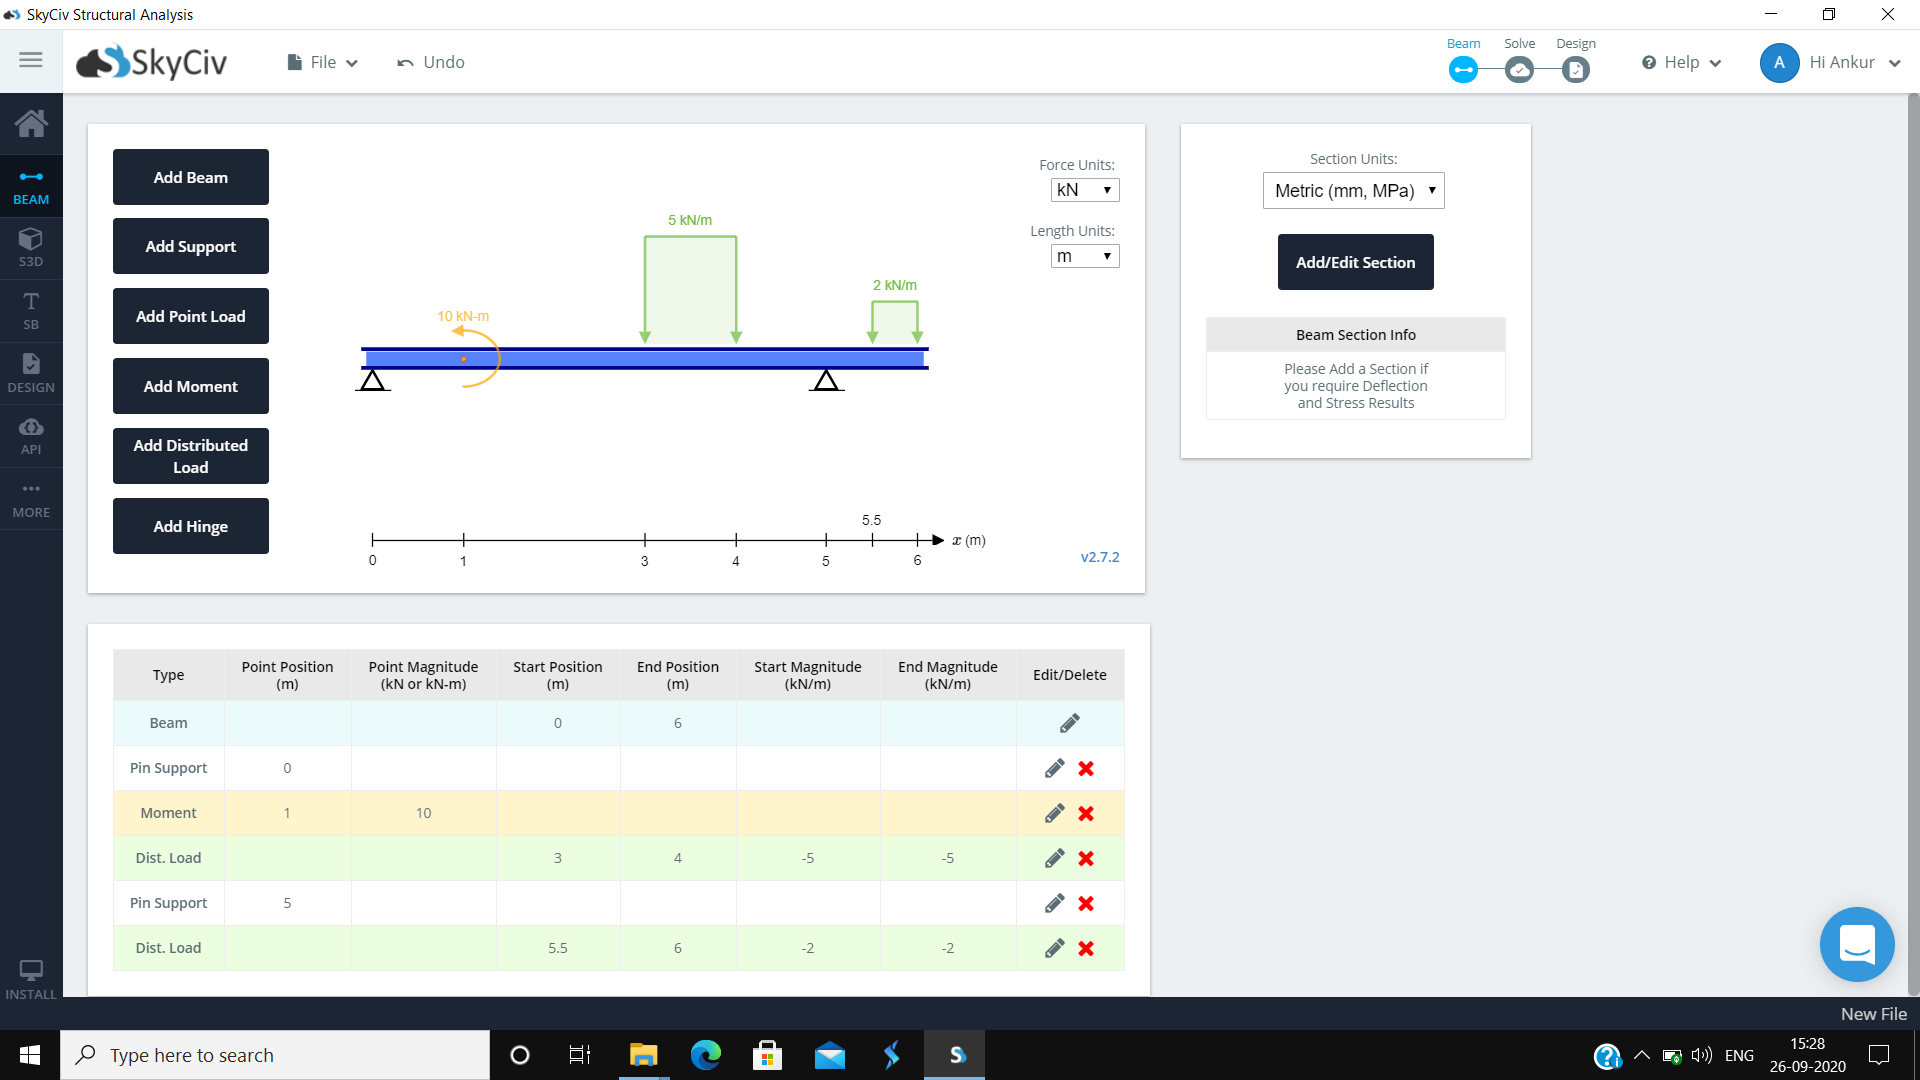 SkyCiv Structural Analysis
SkyCiv
File
Undo
Beam
Solve
Design
Help
A
Hi Ankur
BEAM
S3D
T
SB
DESIGN
API
MORE
INSTALL
Add Beam
Add Support
Add Point Load
Add Moment
Add Distributed
Load
Add Hinge
Force Units:
kN
Length Units:
m
5 kN/m
2 kN/m
10 kN-m
5.5
x (m)
0 1 3 4 5 6
v2.7.2
Section Units:
Metric (mm, MPa)
Add/Edit Section
Beam Section Info
Please Add a Section if
you require Deflection
and Stress Results
Type Point Position (m) Point Magnitude (kN or kN-m) Start Position (m) End Position (m) Start Magnitude (kN/m) End Magnitude (kN/m) Edit/Delete
Beam 0 6
Pin Support 0
Moment 1 10
Dist. Load 3 4 -5 -5
Pin Support 5
Dist. Load 5.5 6 -2 -2
New File
Type here to search
ENG
15:28
26-09-2020